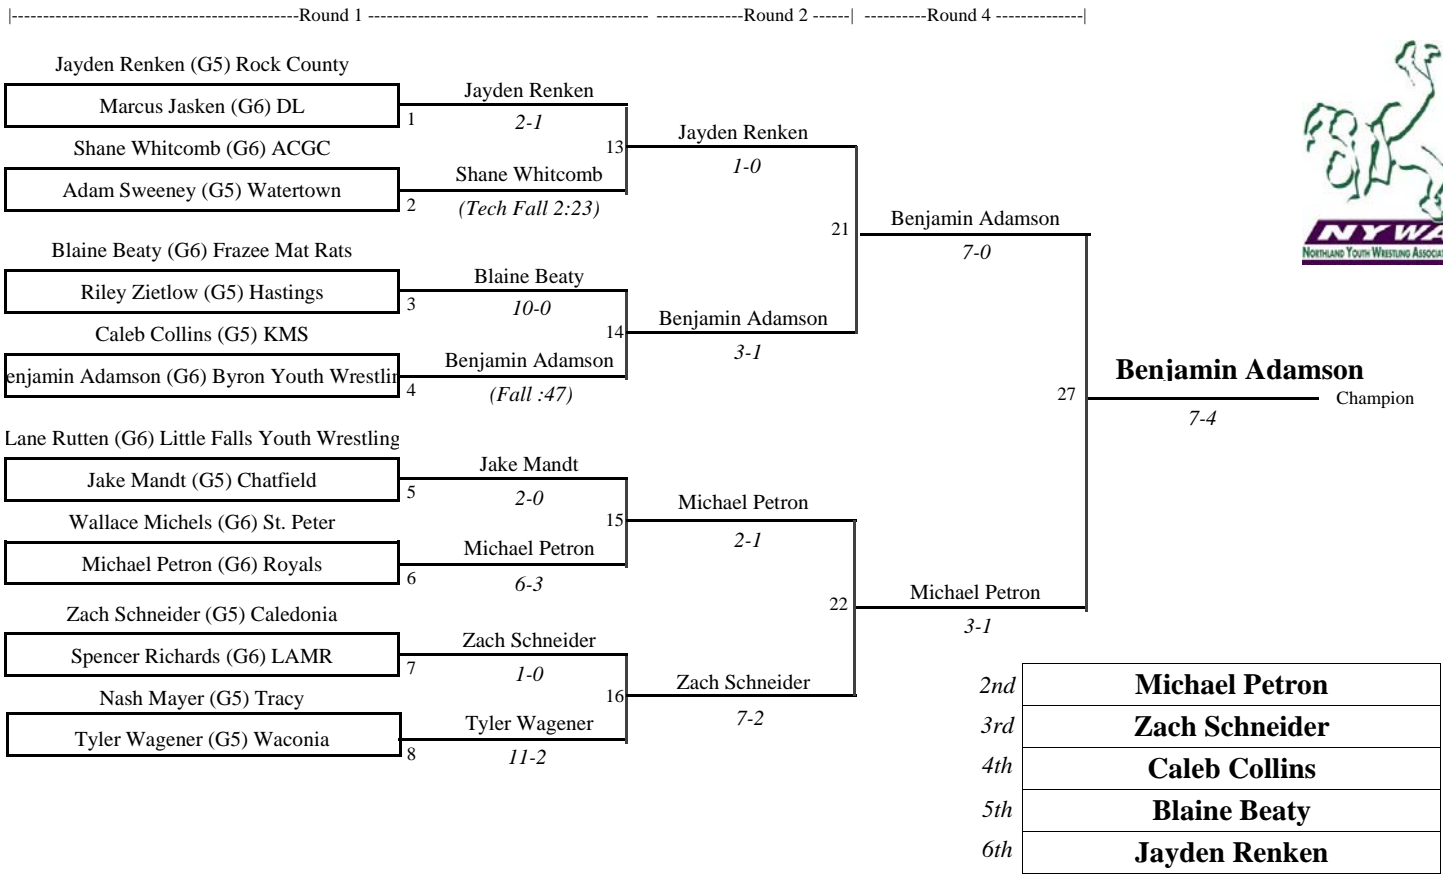 |-----------------------------------------------Round 1 ---------------------------------------------- --------------Round 2 ------| ----------Round 4 --------------|
Jayden Renken (G5) Rock County
Marcus Jasken (G6) DL
1
Shane Whitcomb (G6) ACGC
Adam Sweeney (G5) Watertown
2
Blaine Beaty (G6) Frazee Mat Rats
Riley Zietlow (G5) Hastings
3
Caleb Collins (G5) KMS
enjamin Adamson (G6) Byron Youth Wrestlin
4
Lane Rutten (G6) Little Falls Youth Wrestling
Jake Mandt (G5) Chatfield
5
Wallace Michels (G6) St. Peter
Michael Petron (G6) Royals
6
Zach Schneider (G5) Caledonia
Spencer Richards (G6) LAMR
7
Nash Mayer (G5) Tracy
Tyler Wagener (G5) Waconia
8
Jayden Renken
2-1
13
Shane Whitcomb
(Tech Fall 2:23)
Blaine Beaty
10-0
14
Benjamin Adamson
(Fall :47)
Jake Mandt
2-0
15
Michael Petron
6-3
Zach Schneider
1-0
16
Tyler Wagener
11-2
Jayden Renken
1-0
21
Benjamin Adamson
3-1
Michael Petron
2-1
22
Zach Schneider
7-2
Benjamin Adamson
7-0
27
Michael Petron
3-1
Benjamin Adamson
Champion
7-4
NYWA
NORTHLAND YOUTH WRESTLING ASSOCIAT
2nd Michael Petron
3rd Zach Schneider
4th Caleb Collins
5th Blaine Beaty
6th Jayden Renken